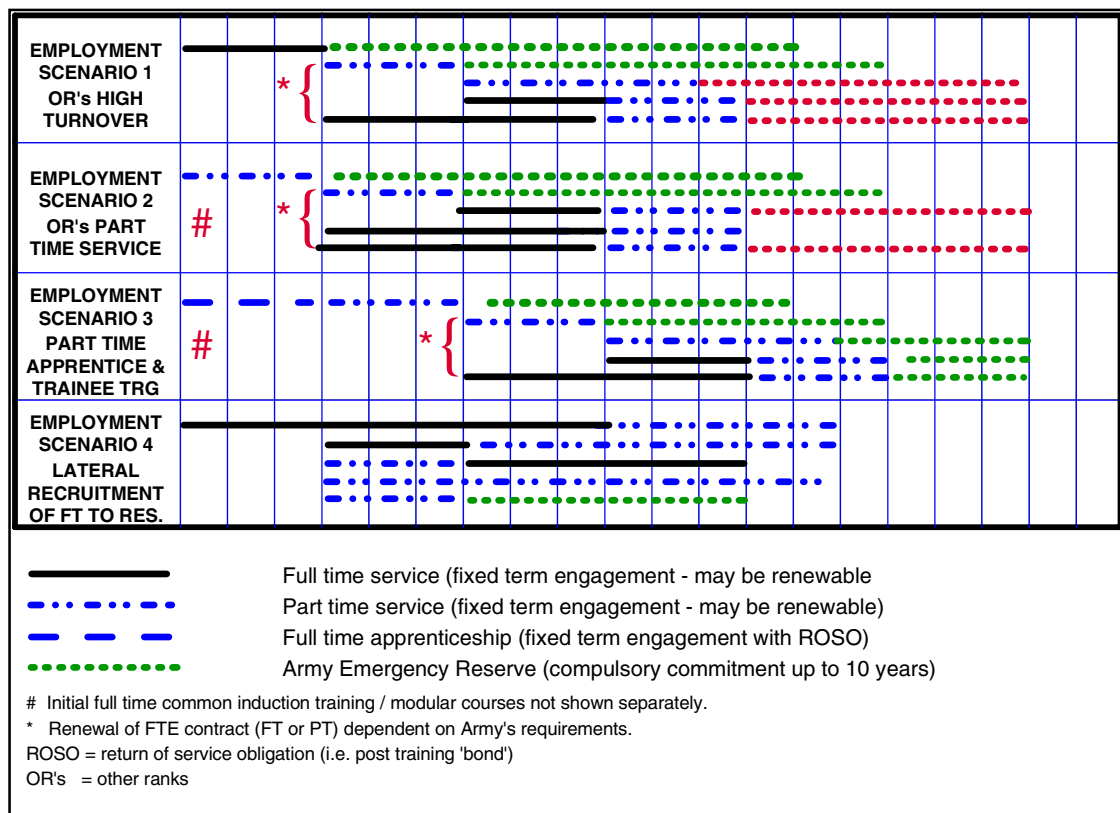 EMPLOYMENT
SCENARIO 1
OR's HIGH
TURNOVER
*
{
EMPLOYMENT
SCENARIO 2
OR's PART
TIME SERVICE
#
*
{
EMPLOYMENT
SCENARIO 3
PART TIME
APPRENTICE &
TRAINEE TRG
#
*
{
EMPLOYMENT
SCENARIO 4
LATERAL
RECRUITMENT
OF FT TO RES.
Full time service (fixed term engagement - may be renewable
Part time service (fixed term engagement - may be renewable)
Full time apprenticeship (fixed term engagement with ROSO)
Army Emergency Reserve (compulsory commitment up to 10 years)
# Initial full time common induction training / modular courses not shown separately.
* Renewal of FTE contract (FT or PT) dependent on Army's requirements.
ROSO = return of service obligation (i.e. post training 'bond')
OR's = other ranks